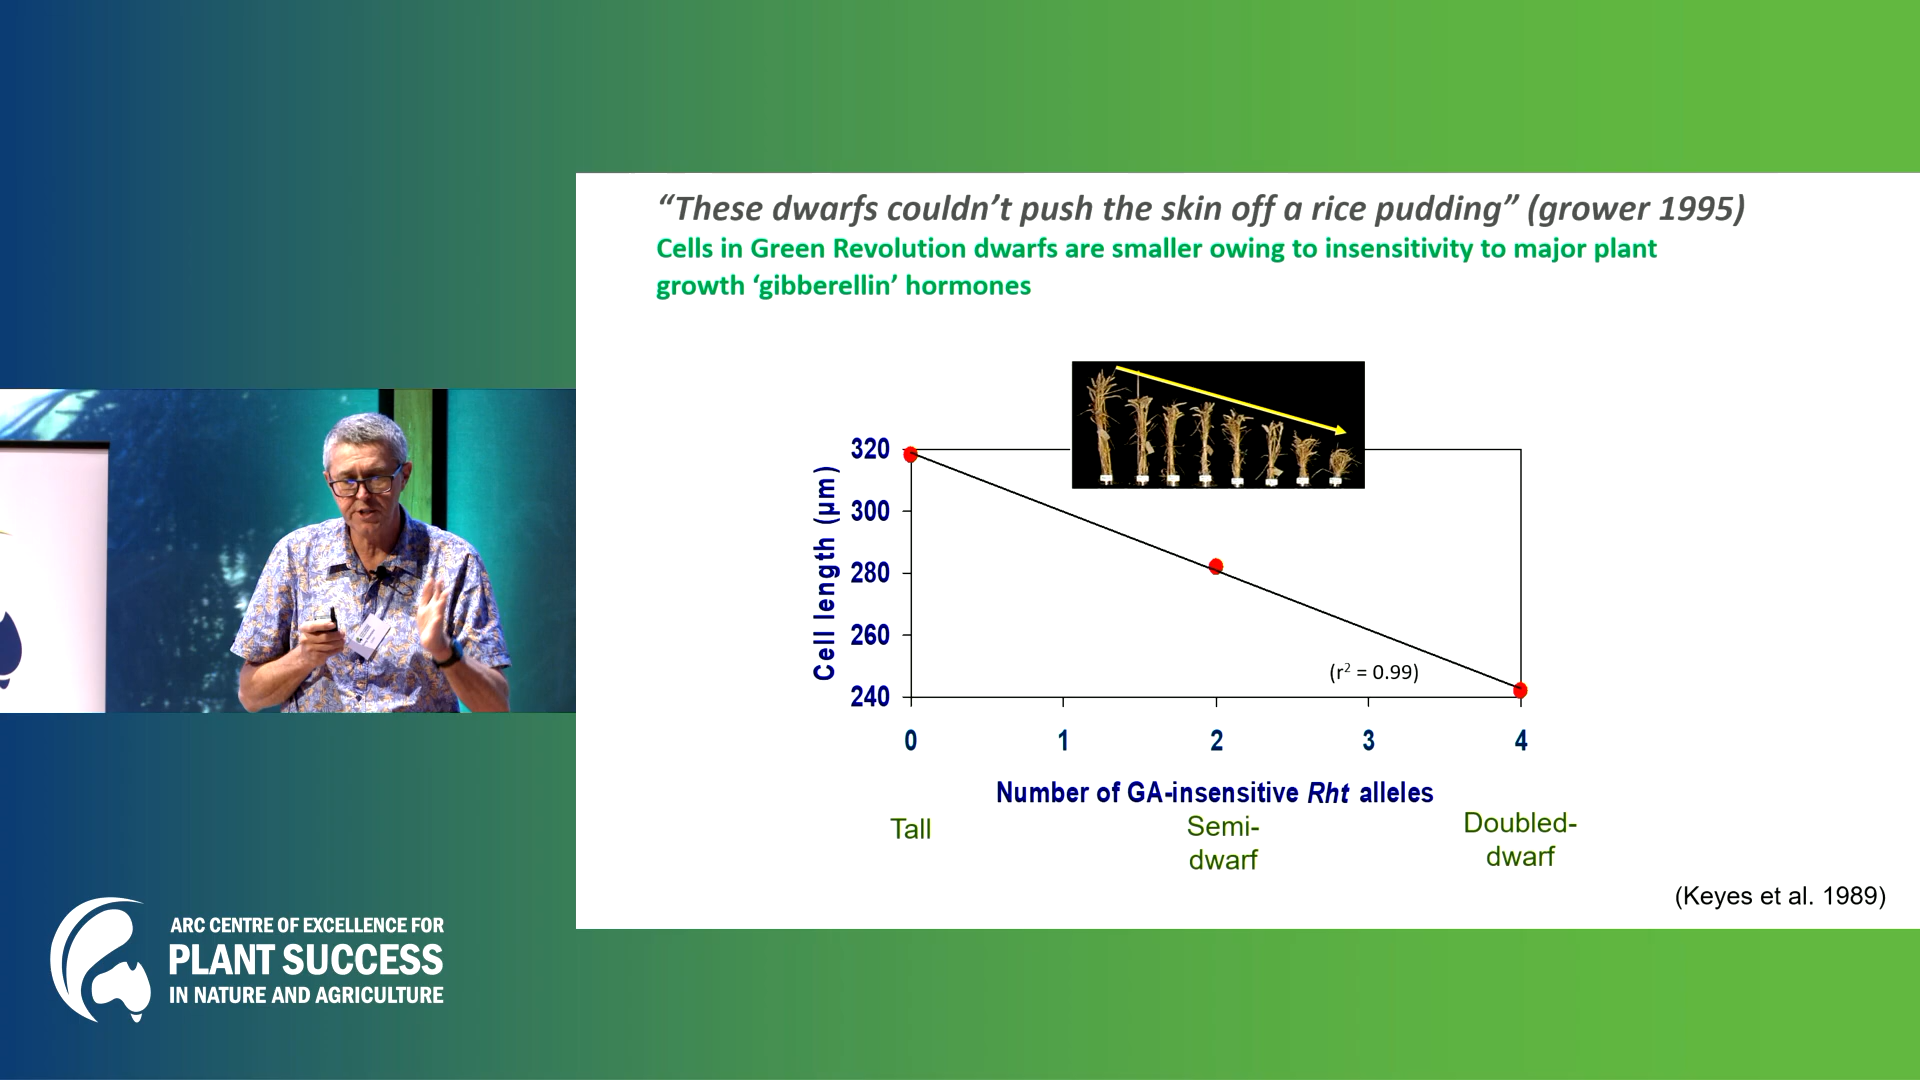 “These dwarfs couldn’t push the skin off a rice pudding” (grower 1995)
Cells in Green Revolution dwarfs are smaller owing to insensitivity to major plant
growth ‘gibberellin’ hormones
Cell length (μm)
320
300
280
260
240
(r² = 0.99)
0 1 2 3 4
Number of GA-insensitive Rht alleles
Tall
Semi-
dwarf
Doubled-
dwarf
(Keyes et al. 1989)
ARC CENTRE OF EXCELLENCE FOR
PLANT SUCCESS
IN NATURE AND AGRICULTURE